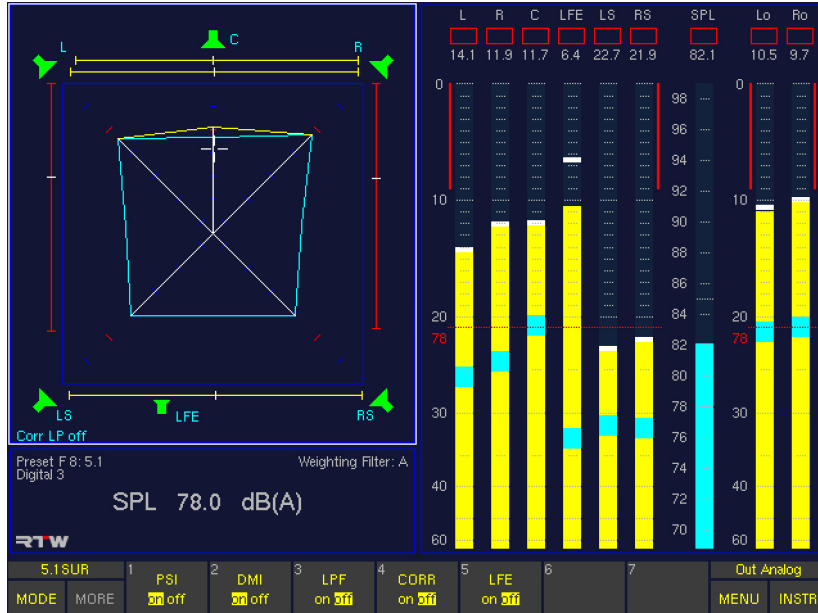 L R C LFE LS RS SPL Lo Ro
14.1 11.9 11.7 6.4 22.7 21.9 82.1 10.5 9.7
C
L R
LS LFE RS
Corr LP off
0 98 0
96
94
92
10 90 10
88
86
20 84 20
78 82 78
80
30 78 30
76
74
40 72 40
70
60 60
Preset F 8: 5.1 Weighting Filter: A
Digital 3
SPL 78.0 dB(A)
RTW
5.1SUR 1 PSI 2 DMI 3 LPF 4 CORR 5 LFE 6 7 Out Analog
MODE MORE on off on off on off on off on off MENU INSTR